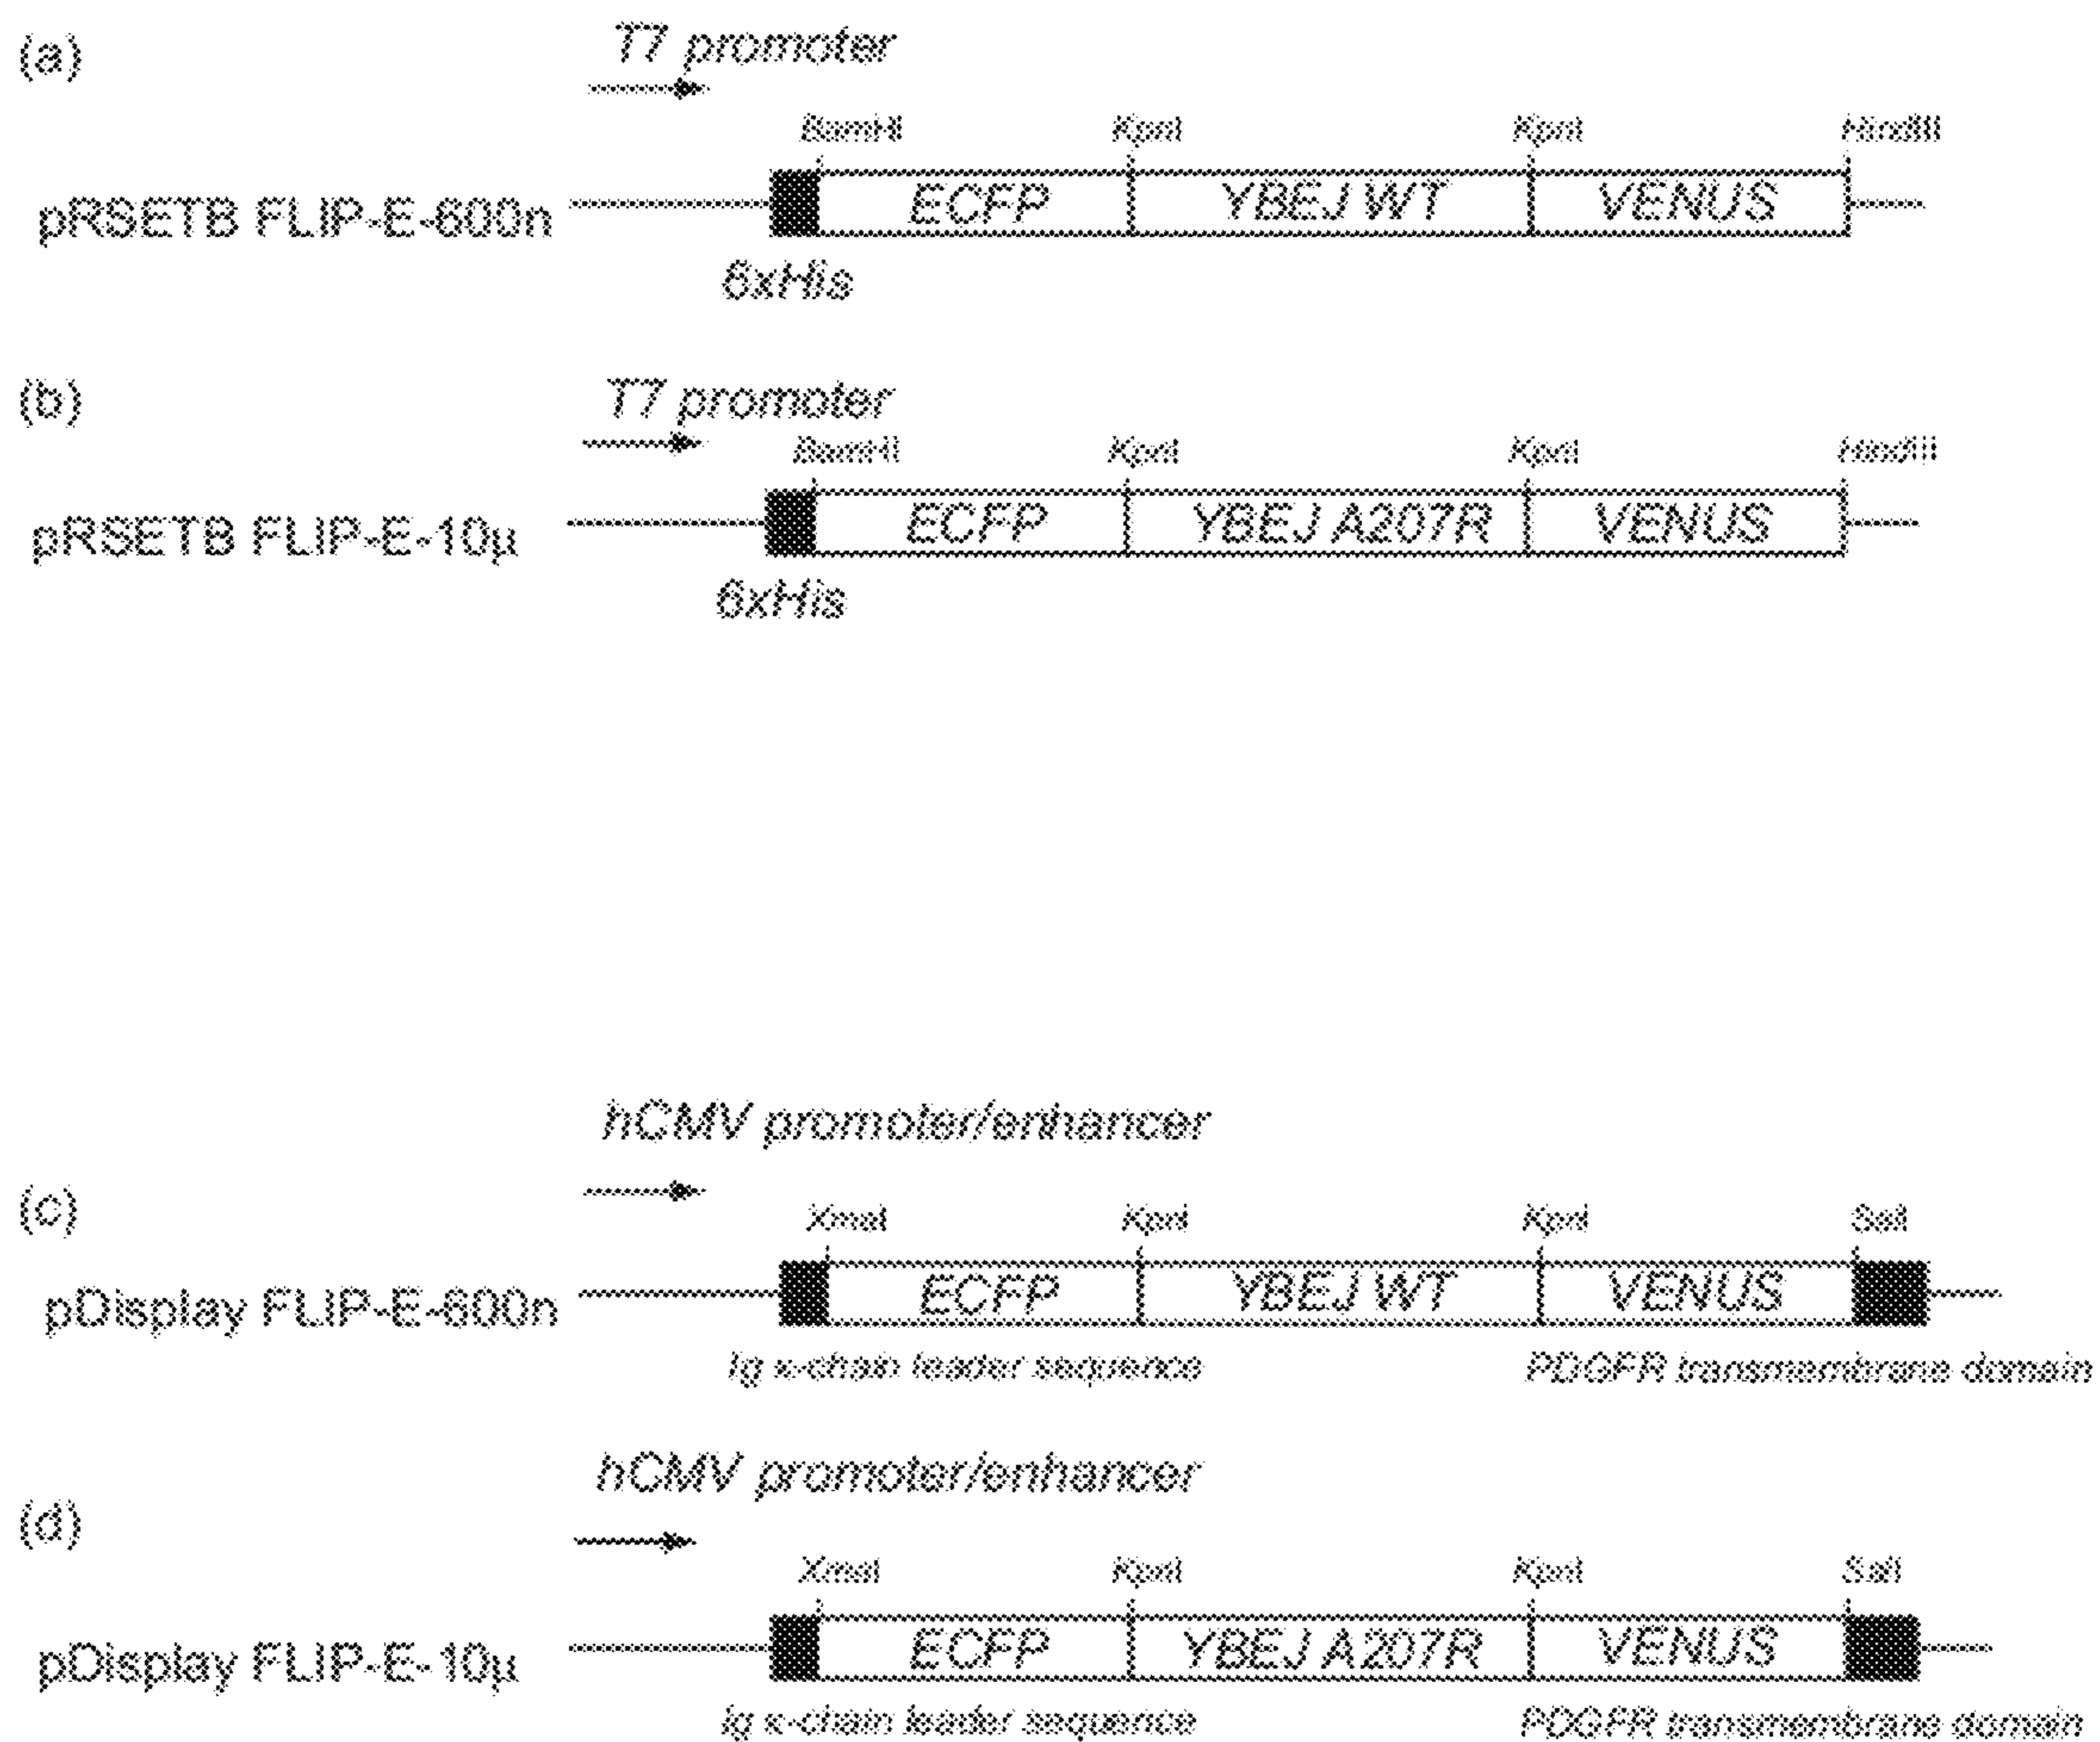 (a)
T7 promoter
BamHI KpnI KpnI HindIII
pRSETB FLIP-E-600n ECFP YBEJ WT VENUS
6xHis
(b)
T7 promoter
BamHI KpnI KpnI HindIII
pRSETB FLIP-E-10µ ECFP YBEJ A207R VENUS
6xHis
hCMV promoter/enhancer
(c)
XmaI KpnI KpnI SalI
pDisplay FLIP-E-600n ECFP YBEJ WT VENUS
Ig κ-chain leader sequence PDGFR transmembrane domain
hCMV promoter/enhancer
(d)
XmaI KpnI KpnI SalI
pDisplay FLIP-E-10µ ECFP YBEJ A207R VENUS
Ig κ-chain leader sequence PDGFR transmembrane domain